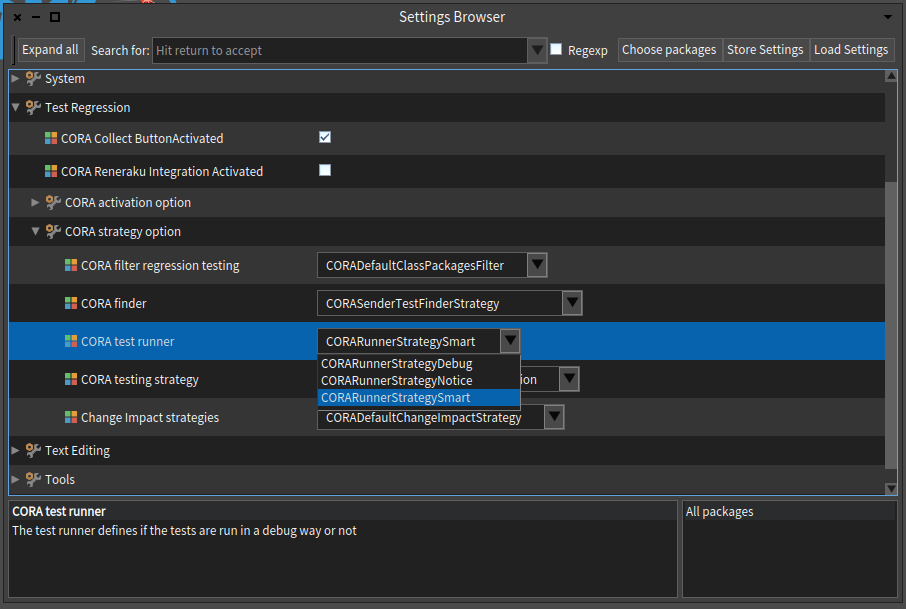 Settings Browser
Expand all Search for: Hit return to accept Regexp Choose packages Store Settings Load Settings
System
Test Regression
CORA Collect ButtonActivated
CORA Reneraku Integration Activated
CORA activation option
CORA strategy option
CORA filter regression testing CORADefaultClassPackagesFilter
CORA finder CORASenderTestFinderStrategy
CORA test runner CORARunnerStrategySmart
CORARunnerStrategyDebug
CORA testing strategy CORARunnerStrategyNotice ion
CORARunnerStrategySmart
Change Impact strategies CORADefaultChangeImpactStrategy
Text Editing
Tools
CORA test runner All packages
The test runner defines if the tests are run in a debug way or not